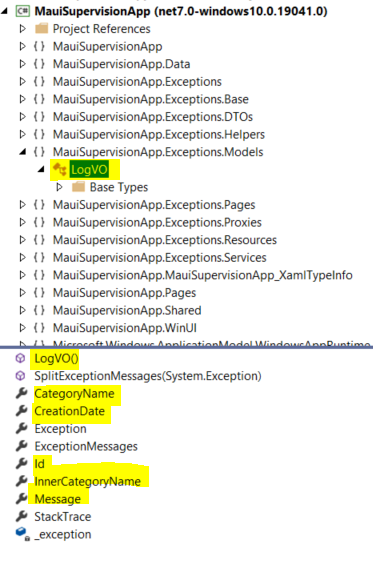 C# MauiSupervisionApp (net7.0-windows10.0.19041.0)
Project References
{ } MauiSupervisionApp
{ } MauiSupervisionApp.Data
{ } MauiSupervisionApp.Exceptions
{ } MauiSupervisionApp.Exceptions.Base
{ } MauiSupervisionApp.Exceptions.DTOs
{ } MauiSupervisionApp.Exceptions.Helpers
{ } MauiSupervisionApp.Exceptions.Models
LogVO
Base Types
{ } MauiSupervisionApp.Exceptions.Pages
{ } MauiSupervisionApp.Exceptions.Proxies
{ } MauiSupervisionApp.Exceptions.Resources
{ } MauiSupervisionApp.Exceptions.Services
{ } MauiSupervisionApp.MauiSupervisionApp_XamlTypeInfo
{ } MauiSupervisionApp.Pages
{ } MauiSupervisionApp.Shared
{ } MauiSupervisionApp.WinUI
{ } Microsoft.Windows.ApplicationModel.WindowsAppRuntime
LogVO()
SplitExceptionMessages(System.Exception)
CategoryName
CreationDate
Exception
ExceptionMessages
Id
InnerCategoryName
Message
StackTrace
_exception